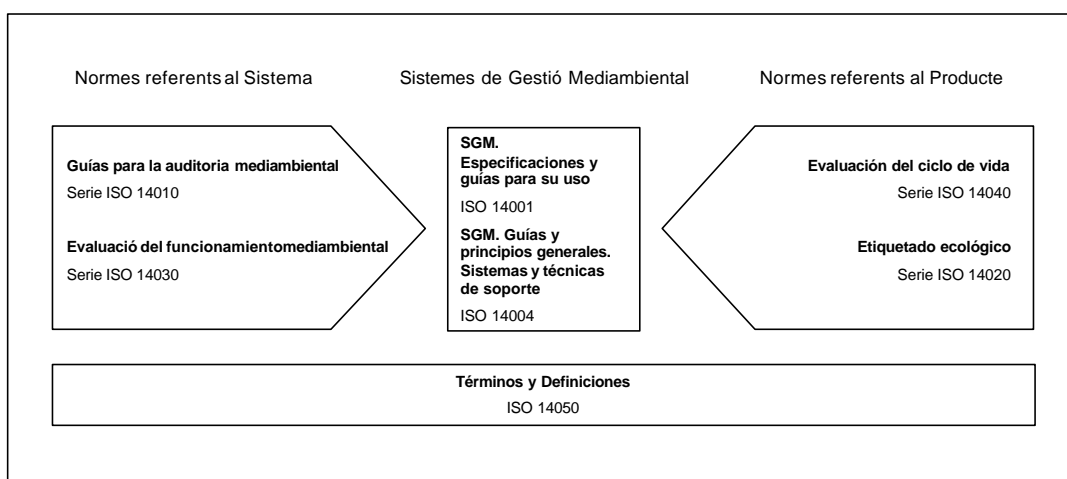 Normes referents al Sistema
Sistemes de Gestió Mediambiental
Normes referents al Producte
Guías para la auditoria mediambiental
Serie ISO 14010
Evaluació del funcionamientomediambiental
Serie ISO 14030
SGM.
Especificaciones y
guías para su uso
ISO 14001
SGM. Guías y
principios generales.
Sistemas y técnicas
de soporte
ISO 14004
Evaluación del ciclo de vida
Serie ISO 14040
Etiquetado ecológico
Serie ISO 14020
Términos y Definiciones
ISO 14050